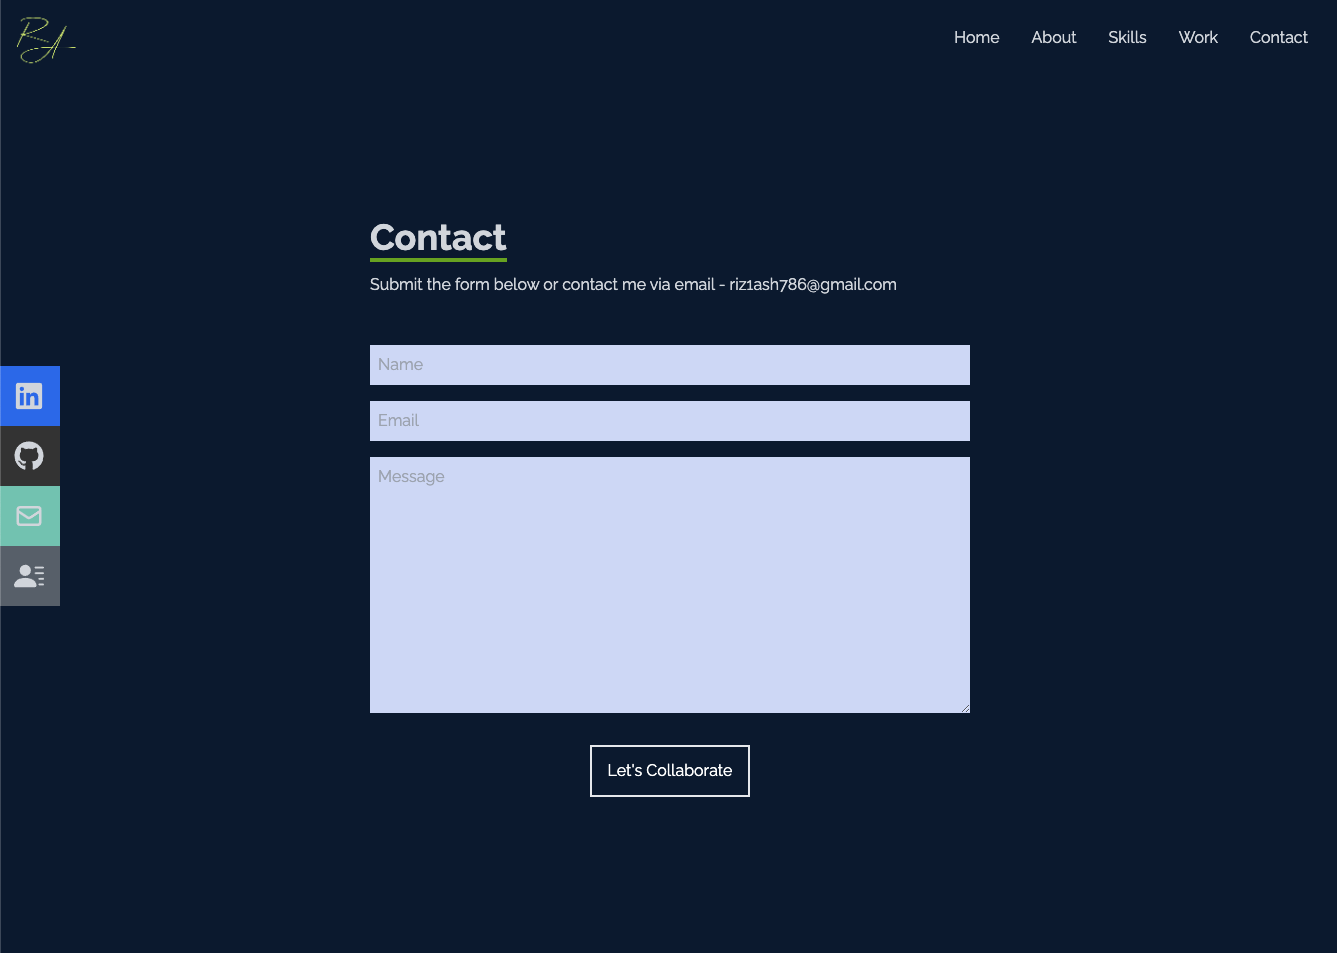 RA
Home
About
Skills
Work
Contact
Contact
Submit the form below or contact me via email - riz1ash786@gmail.com
Name
Email
in
Message
Let's Collaborate